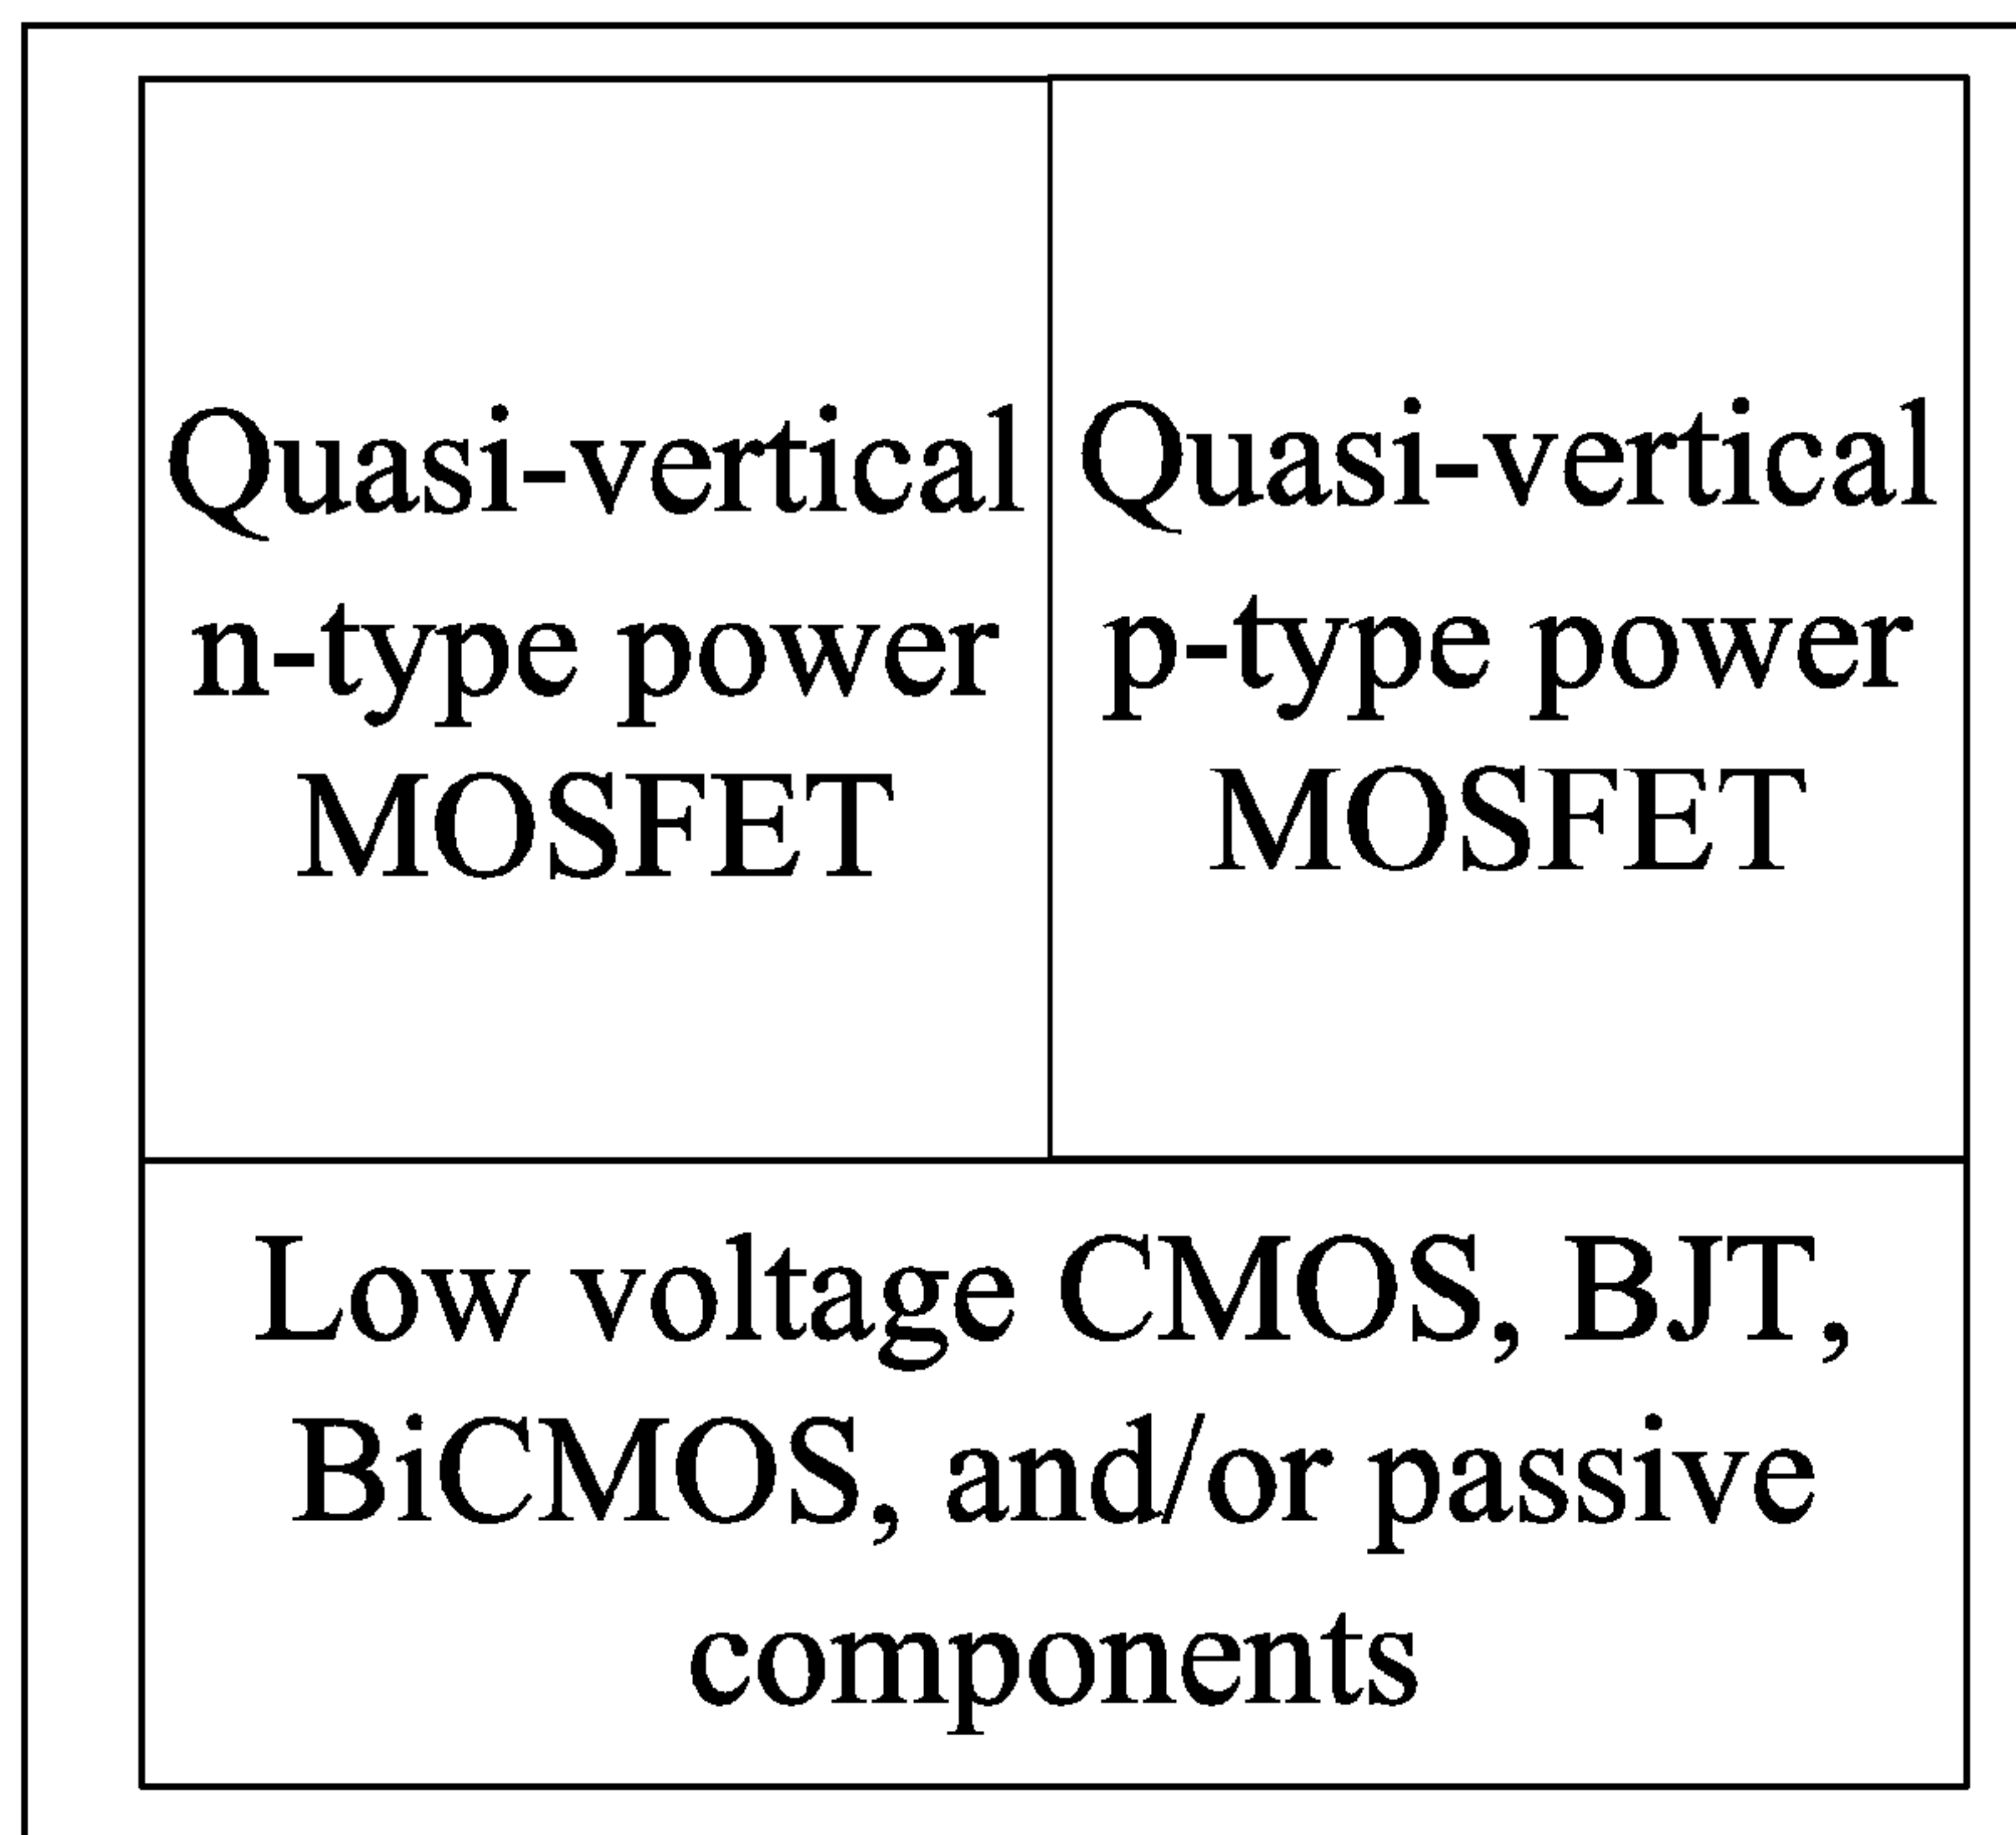 Quasi-vertical
n-type power
MOSFET
Quasi-vertical
p-type power
MOSFET
Low voltage CMOS, BJT,
BiCMOS, and/or passive
components